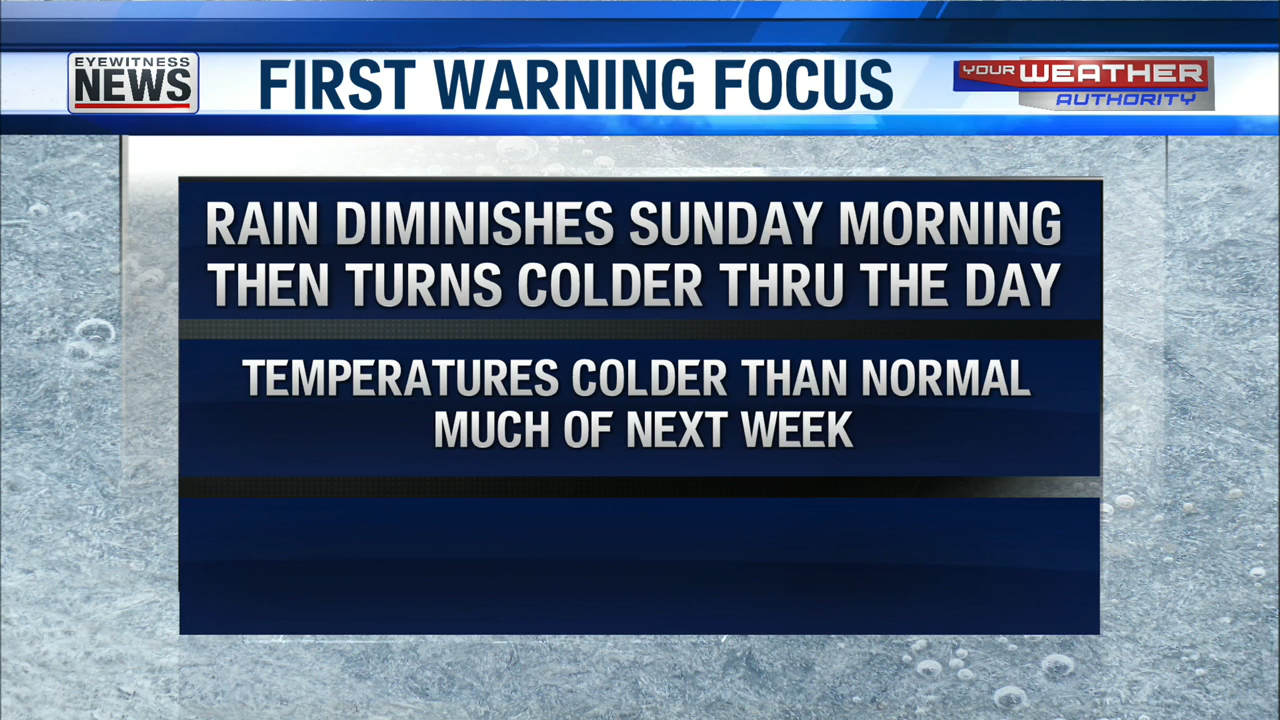 EYEWITNESS
NEWS
FIRST WARNING FOCUS
YOUR WEATHER
AUTHORITY
RAIN DIMINISHES SUNDAY MORNING
THEN TURNS COLDER THRU THE DAY
TEMPERATURES COLDER THAN NORMAL
MUCH OF NEXT WEEK